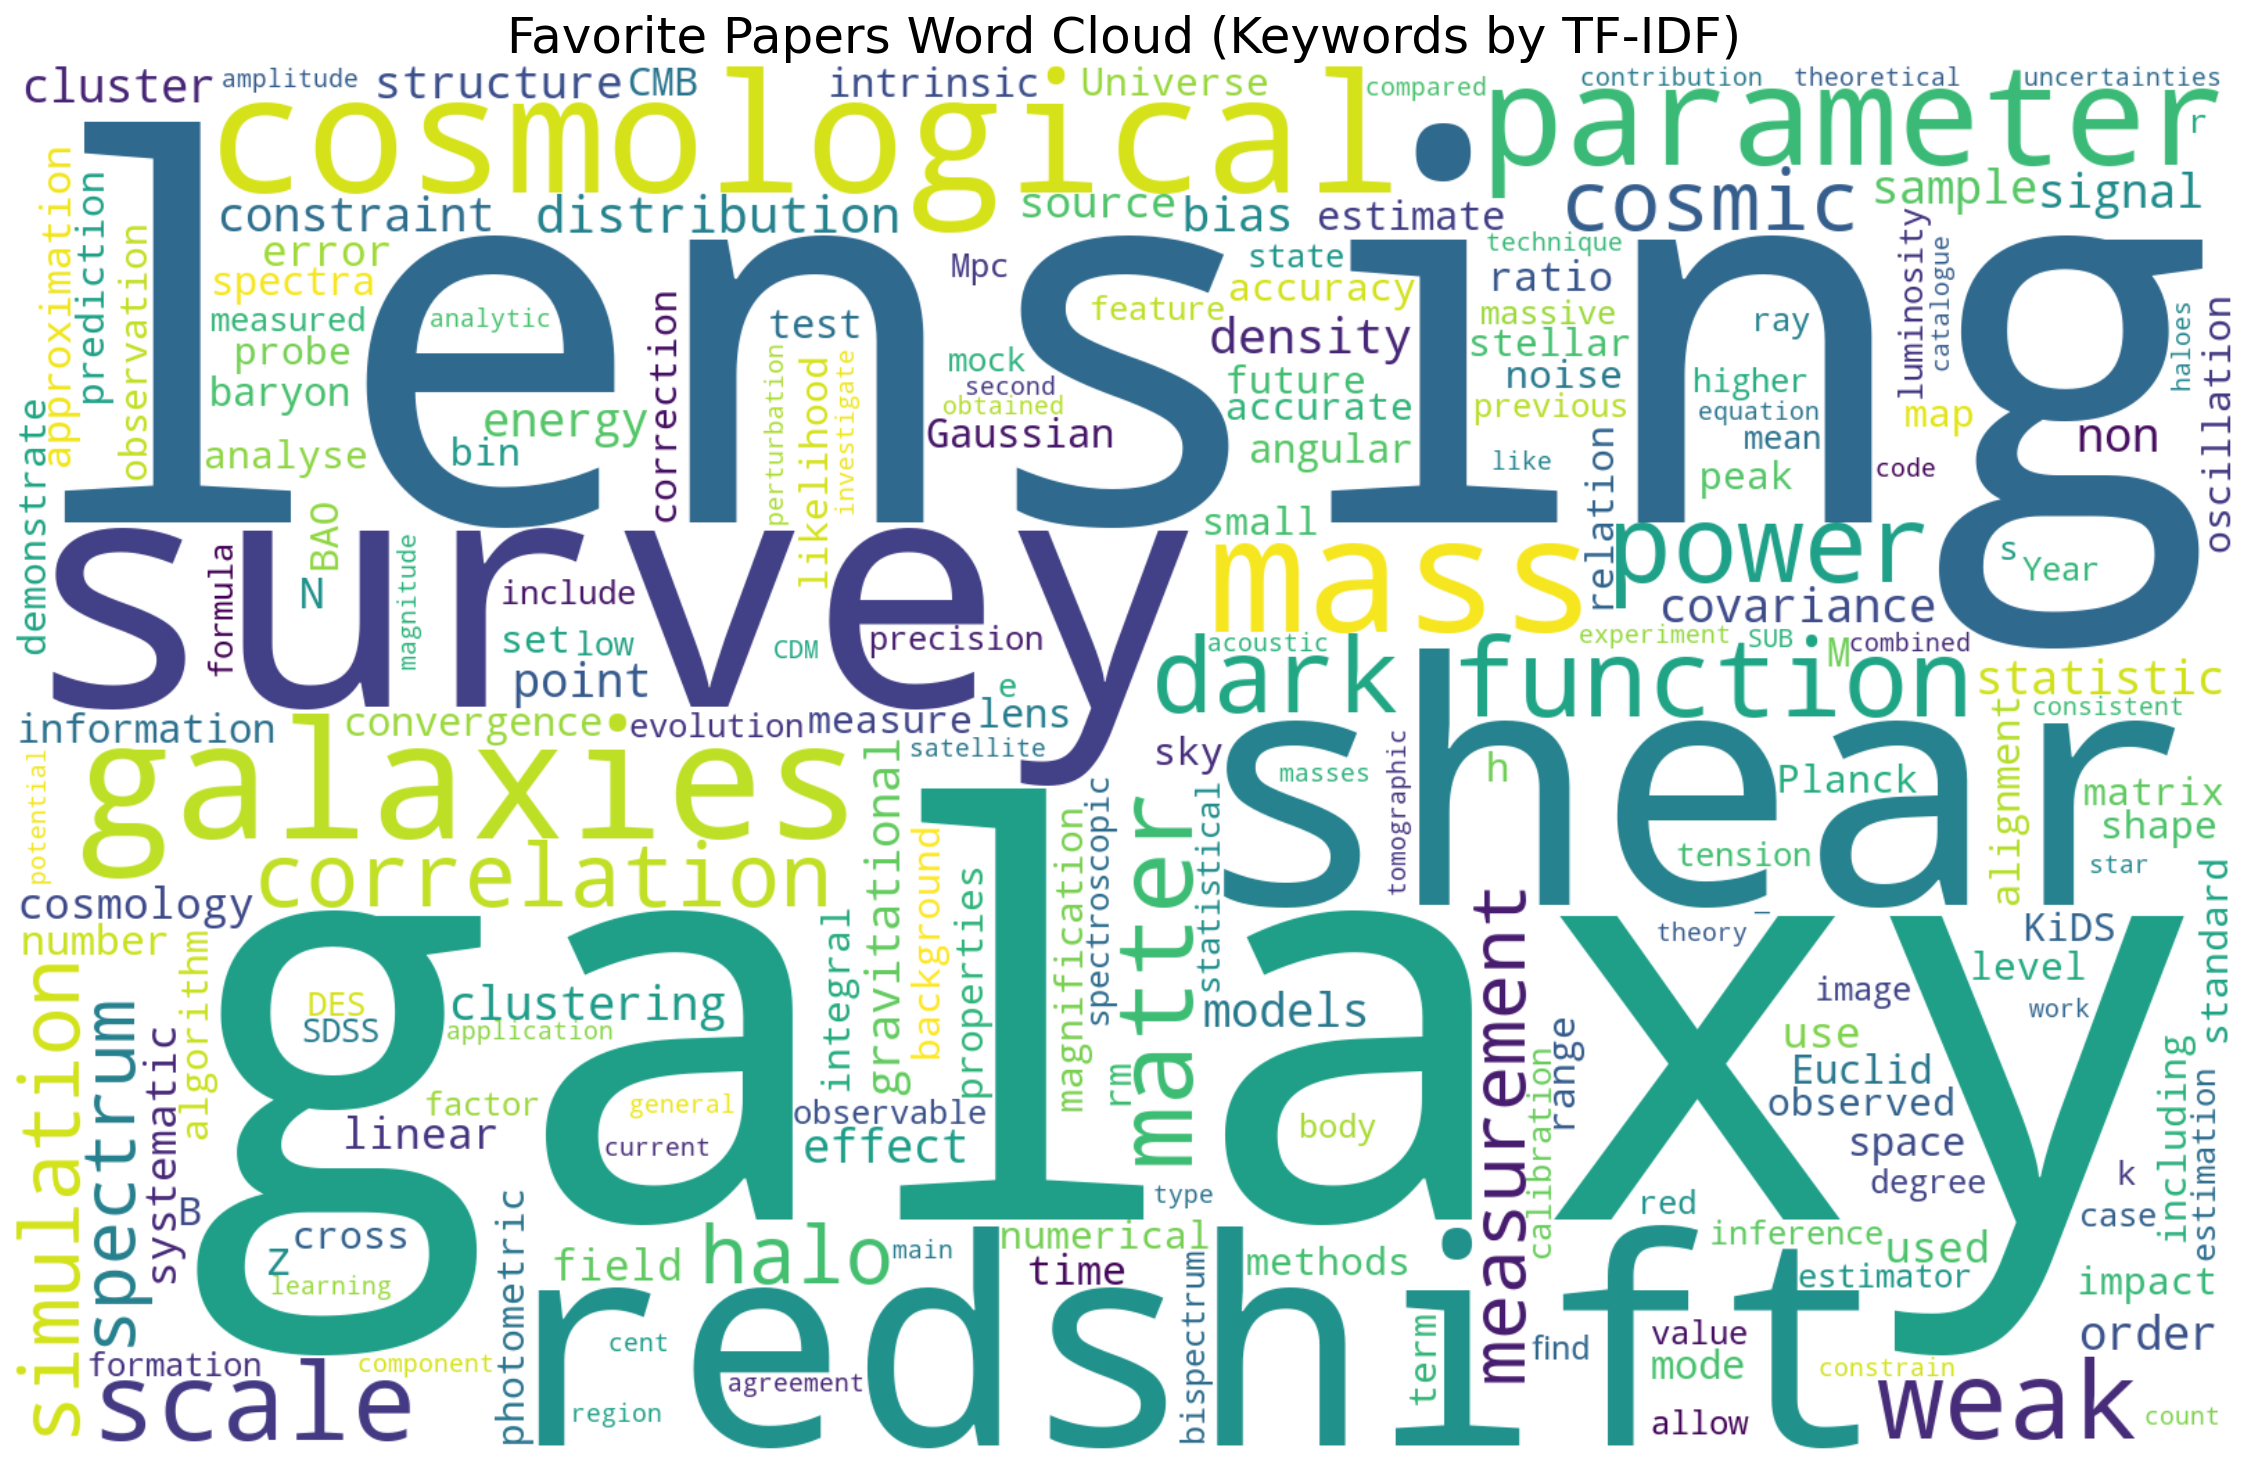 Favorite Papers Word Cloud (Keywords by TF-IDF)
cluster
amplitude
structure
CMB
intrinsic
Universe
compared
contribution
theoretical
uncertainties
cosmological
parameter
r
lensing
approximation
prediction
observation
constraint
distribution
source
bias
estimate
cosmic
sample
signal
error
spectra
measured
probe
baryon
analyse
analytic
energy
bin
correction
test
Mpc
feature
mock
second
obtained
Gaussian
perturbation
likelihood
investigate
state
accuracy
density
future
accurate
angular
technique
ratio
massive
stellar
noise
previous
like
ray
higher
equation
mean
peak
luminosity
catalogue
map
code
non
haloes
oscillation
demonstrate
survey
BAO
N
formula
magnitude
include
set
low
point
CDM
precision
e
small
mass
relation
power
covariance
s
Year
experiment
SUB
M
combined
acoustic
dark
function
statistic
consistent
information
convergence
evolution
measure
lens
satellite
sky
galaxies
shear
masses
tomographic
h
Planck
tension
alignment
matrix
shape
star
potential
correlation
gravitational
background
properties
magnification
spectroscopic
matter
statistical
cosmology
number
galaxy
simulation
spectrum
systematic
algorithm
DES
SDSS
clustering
application
integral
models
measurement
theory
KiDS
level
standard
image
work
use
Euclid
observed
space
degree
factor
general
linear
current
observable
effect
rm
body
calibration
range
k
case
including
estimation
B
cross
Z
learning
type
red
inference
used
estimator
impact
photometric
field
halo
main
numerical
time
bispectrum
methods
redshift
formation
component
scale
cent
region
agreement
term
find
value
mode
allow
constrain
order
weak
count